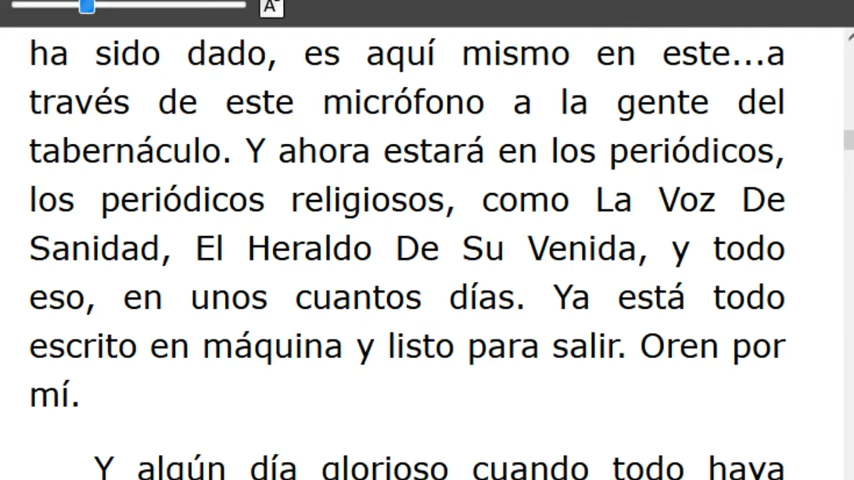 A
ha sido dado, es aquí mismo en este...a
través de este micrófono a la gente del
tabernáculo. Y ahora estará en los periódicos,
los periódicos religiosos, como La Voz De
Sanidad, El Heraldo De Su Venida, y todo
eso, en unos cuantos días. Ya está todo
escrito en máquina y listo para salir. Oren por
mí.
Y algún día glorioso cuando todo haya